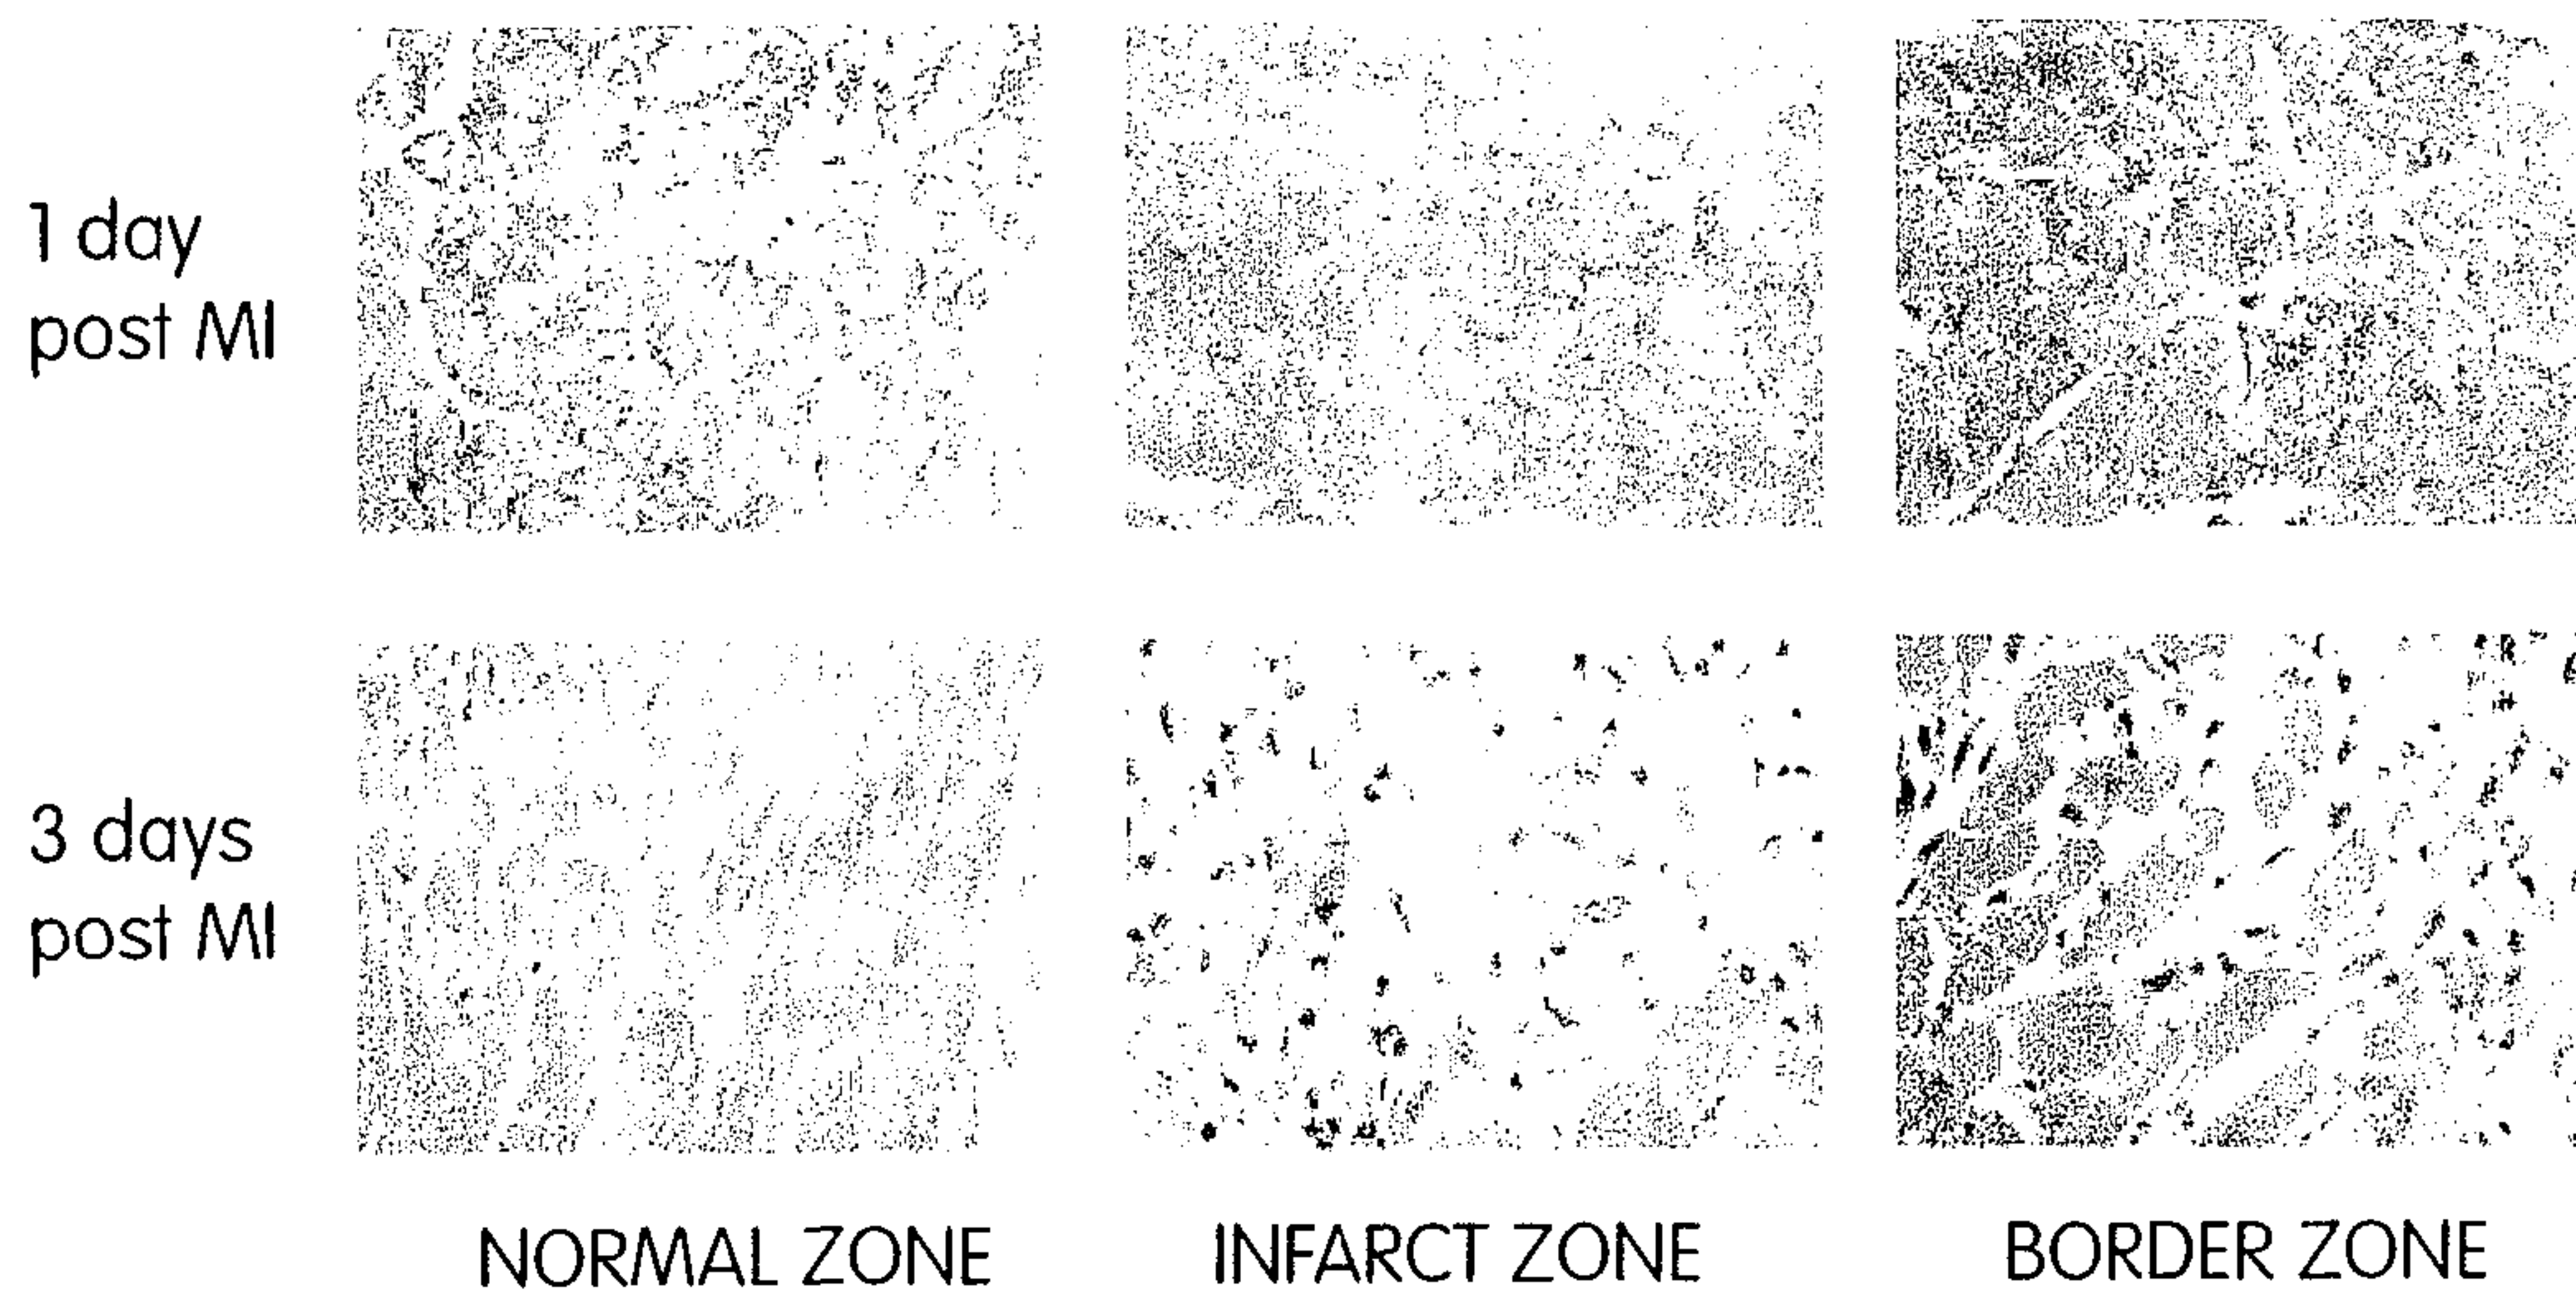 1 day
post MI
3 days
post MI
NORMAL ZONE
INFARCT ZONE
BORDER ZONE